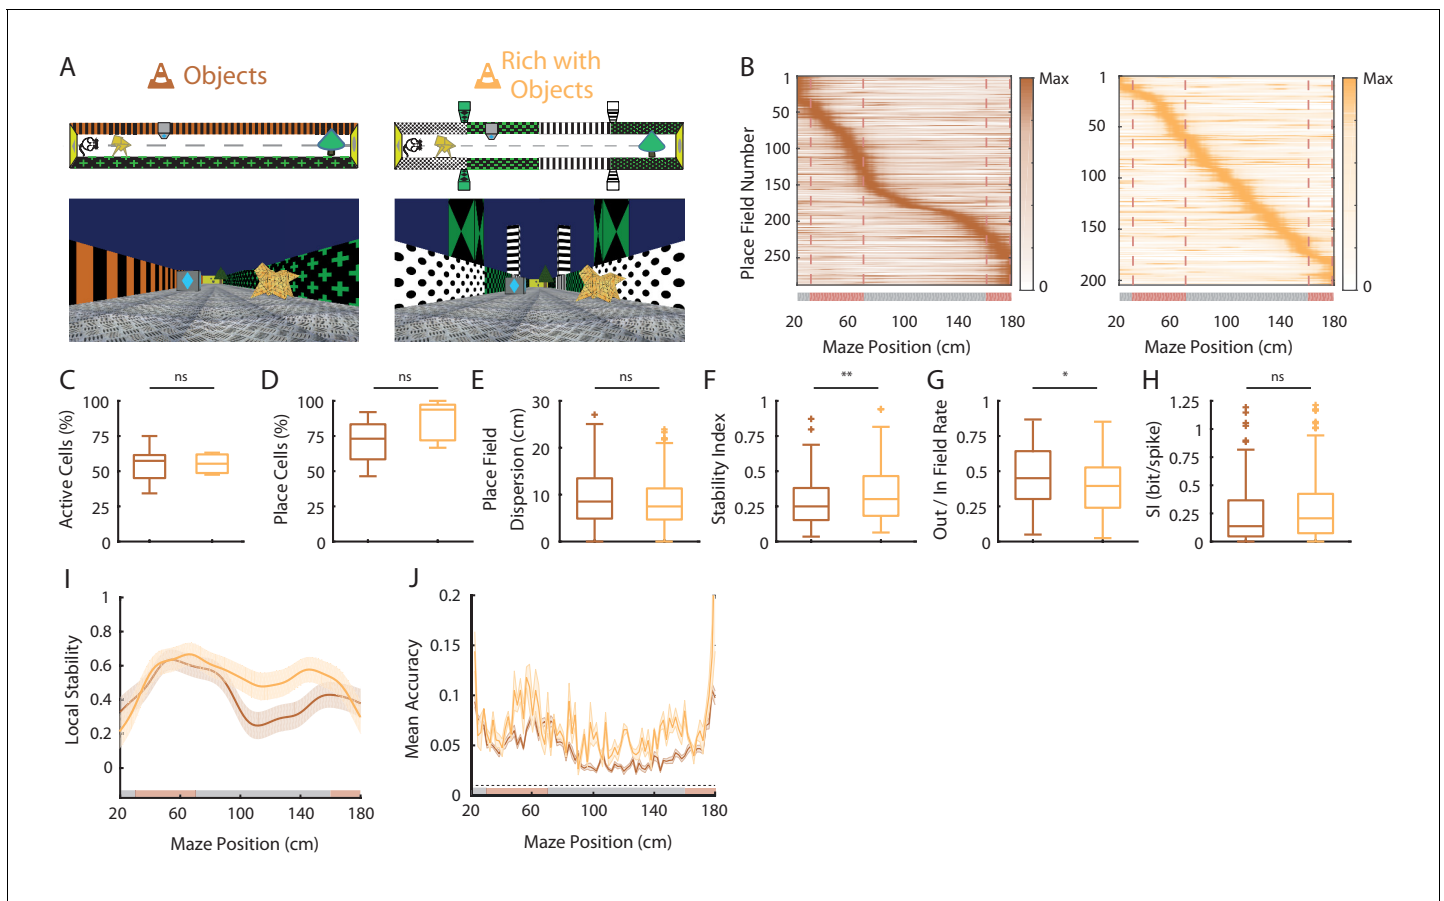 A
Objects
Rich with
Objects
B
Place Field Number
1
50
100
150
200
250
Max
0
20 60 100 140 180
Maze Position (cm)
1
50
100
150
200
Max
0
20 60 100 140 180
Maze Position (cm)
C
ns
Active Cells (%)
100
75
50
25
0
D
ns
Place Cells (%)
100
75
50
25
0
E
ns
Place Field
Dispersion (cm)
30
20
10
0
F
**
Stability Index
1
0.75
0.5
0.25
0
G
*
Out / In Field Rate
1
0.5
0
H
ns
SI (bit/spike)
1.25
1
0.75
0.5
0.25
0
I
Local Stability
1
0.8
0.6
0.4
0.2
0
20 60 100 140 180
Maze Position (cm)
J
Mean Accuracy
0.2
0.15
0.1
0.05
0
20 60 100 140 180
Maze Position (cm)